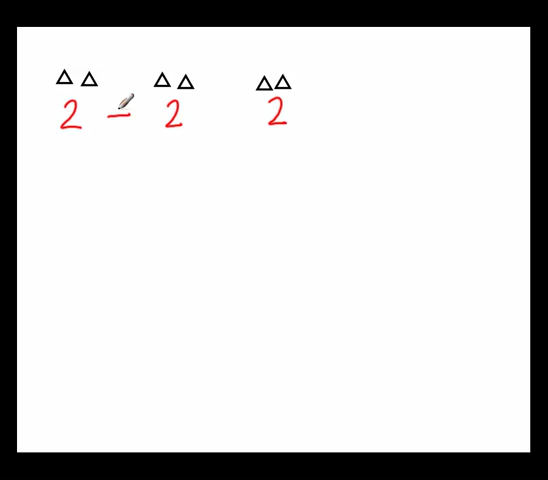 △ △ △ △ △ △
2 – 2 2